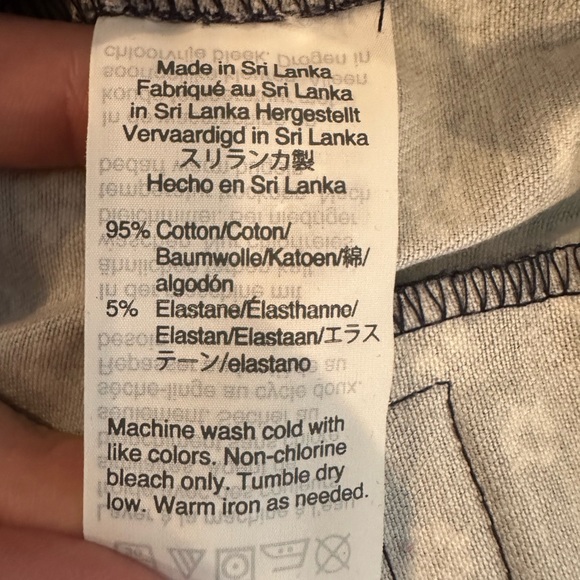 Made in Sri Lanka
Fabriqué au Sri Lanka
in Sri Lanka Hergestellt
Vervaardigd in Sri Lanka
スリランカ製
Hecho en Sri Lanka
95% Cotton/Coton/
Baumwolle/Katoen/綿/
algodón
5% Elastane/Élasthanne/
Elastan/Elastaan/エラス
テーン/elastano
Machine wash cold with
like colors. Non-chlorine
bleach only. Tumble dry
low. Warm iron as needed.